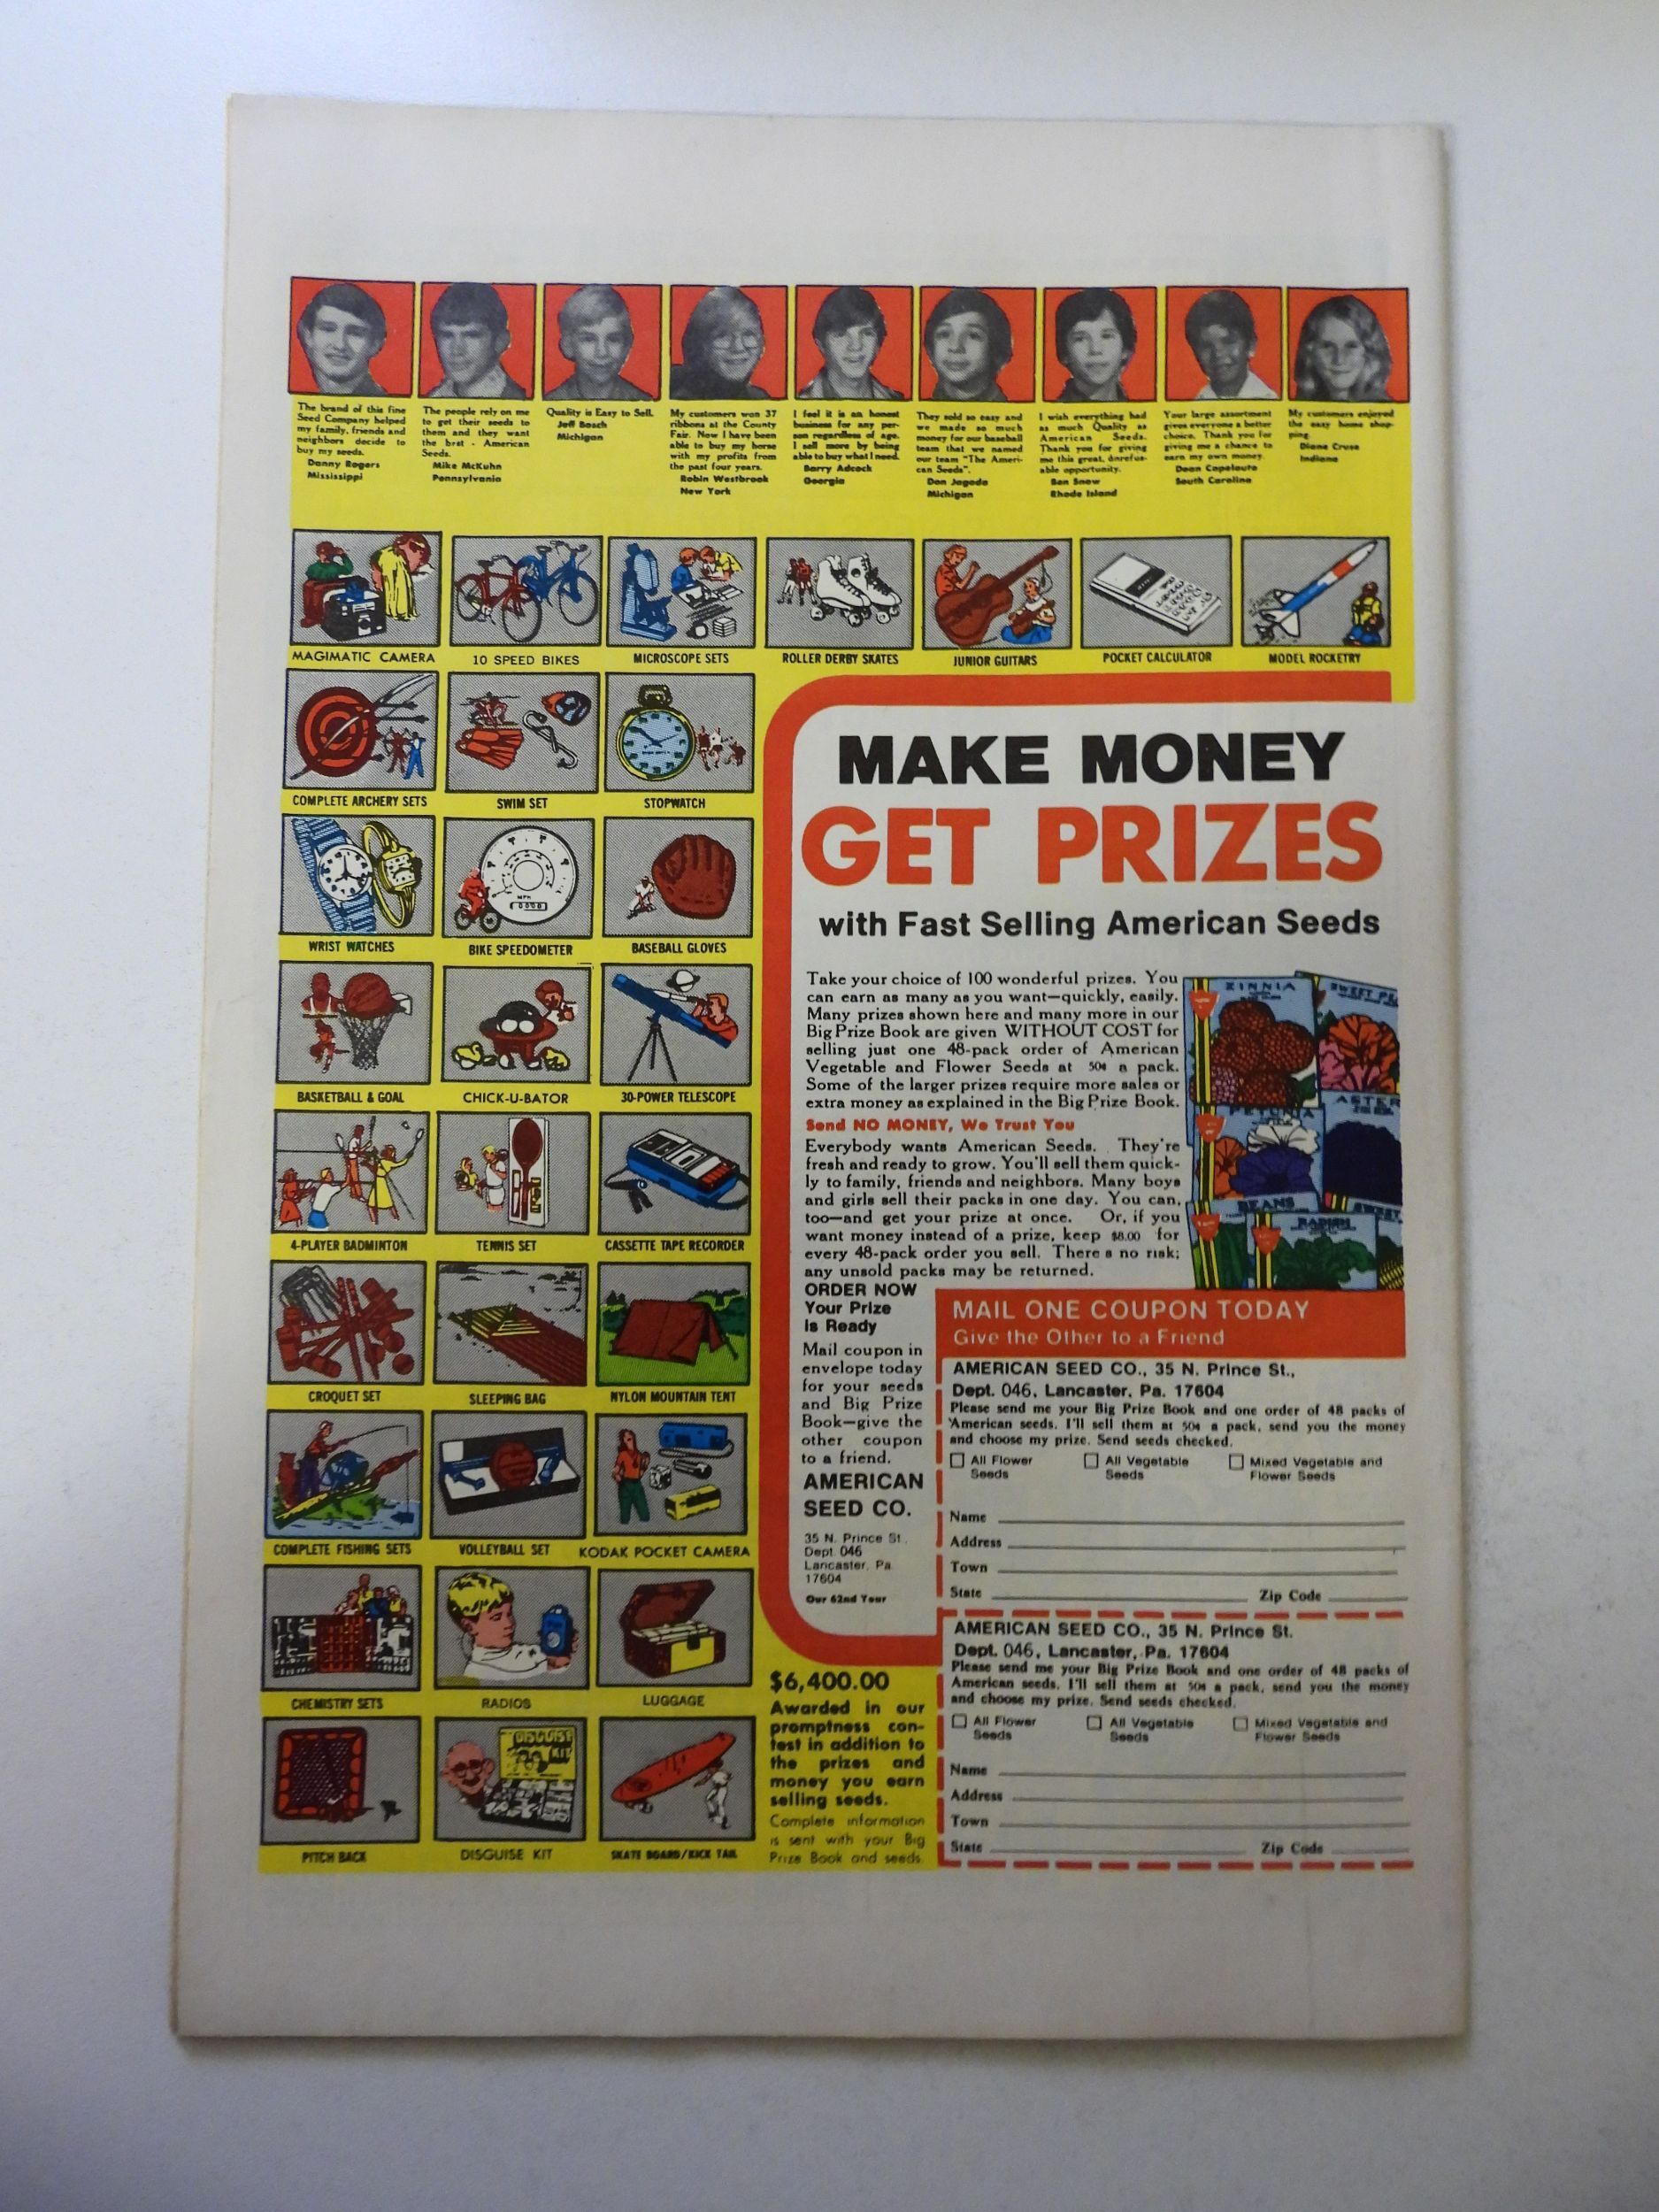 The brand of this fine
Seed Company helped
my family, friends and
neighbors decide to
buy my seeds.
Danny Rogers
Mississippi
The people rely on me
to get their seeds to
them and they want
the brst - American
Seeds.
Mike McKuhn
Pennsylvania
Quality is Easy to Sell.
Jeff Bosch
Michigan
My customers won 37
ribbons at the County
Fair. Now I have been
able to buy my horse
with my profits from
the past four years.
Robin Westbrook
New York
I feel it is an honest
business for any per-
son regardless of age.
I sell more by being
able to buy what I need.
Barry Adcock
Georgia
They sold so easy and
we made so much
money for our baseball
team that we named
our team "The Ameri-
can Seeds".
Don Jagoda
Michigan
I wish everything had
as much Quality as
American Seeds.
Thank you for giving
me this great, unrefus-
able opportunity.
Ben Snow
Rhode Island
Your large assortment
gives everyone a better
choice. Thank you for
giving me a chance to
earn my own money.
Dean Capeloute
South Carolina
My customers enjoyed
the easy home shop-
ping.
Diane Cruse
Indiana
MAGIMATIC CAMERA
10 SPEED BIKES
MICROSCOPE SETS
ROLLER DERBY SKATES
JUNIOR GUITARS
POCKET CALCULATOR
MODEL ROCKETRY
COMPLETE ARCHERY SETS
SWIM SET
STOPWATCH
WRIST WATCHES
BIKE SPEEDOMETER
BASEBALL GLOVES
BASKETBALL & GOAL
CHICK-U-BATOR
30-POWER TELESCOPE
4-PLAYER BADMINTON
TENNIS SET
CASSETTE TAPE RECORDER
CROQUET SET
SLEEPING BAG
NYLON MOUNTAIN TENT
COMPLETE FISHING SETS
VOLLEYBALL SET
KODAK POCKET CAMERA
CHEMISTRY SETS
RADIOS
LUGGAGE
PITCH BACK
DISGUISE KIT
SKATE BOARD/KICK TAIL
MPH
DISGUISE
KIT
MAKE MONEY
GET PRIZES
with Fast Selling American Seeds
Take your choice of 100 wonderful prizes. You
can earn as many as you want—quickly, easily.
Many prizes shown here and many more in our
Big Prize Book are given WITHOUT COST for
selling just one 48-pack order of American
Vegetable and Flower Seeds at 50¢ a pack.
Some of the larger prizes require more sales or
extra money as explained in the Big Prize Book.
Send NO MONEY, We Trust You
Everybody wants American Seeds. They're
fresh and ready to grow. You'll sell them quick-
ly to family, friends and neighbors. Many boys
and girls sell their packs in one day. You can,
too—and get your prize at once. Or, if you
want money instead of a prize, keep $8.00 for
every 48-pack order you sell. There s no risk;
any unsold packs may be returned.
ZINNIA
SWEET PE
PETUNIA
ASTER
BEANS
RADISH
SWEET
ORDER NOW
Your Prize
Is Ready
Mail coupon in
envelope today
for your seeds
and Big Prize
Book—give the
other coupon
to a friend.
AMERICAN
SEED CO.
35 N. Prince St.
Dept. 046
Lancaster, Pa.
17604
Our 62nd Year
$6,400.00
Awarded in our
promptness con-
test in addition to
the prizes and
money you earn
selling seeds.
Complete information
is sent with your Big
Prize Book and seeds.
MAIL ONE COUPON TODAY
Give the Other to a Friend
AMERICAN SEED CO., 35 N. Prince St.,
Dept. 046, Lancaster, Pa. 17604
Please send me your Big Prize Book and one order of 48 packs of
American seeds. I'll sell them at 50¢ a pack, send you the money
and choose my prize. Send seeds checked.
All Flower
Seeds
All Vegetable
Seeds
Mixed Vegetable and
Flower Seeds
Name
Address
Town
State Zip Code
AMERICAN SEED CO., 35 N. Prince St.
Dept. 046, Lancaster, Pa. 17604
Please send me your Big Prize Book and one order of 48 packs of
American seeds. I'll sell them at 50¢ a pack, send you the money
and choose my prize. Send seeds checked.
All Flower
Seeds
All Vegetable
Seeds
Mixed Vegetable and
Flower Seeds
Name
Address
Town
State Zip Code